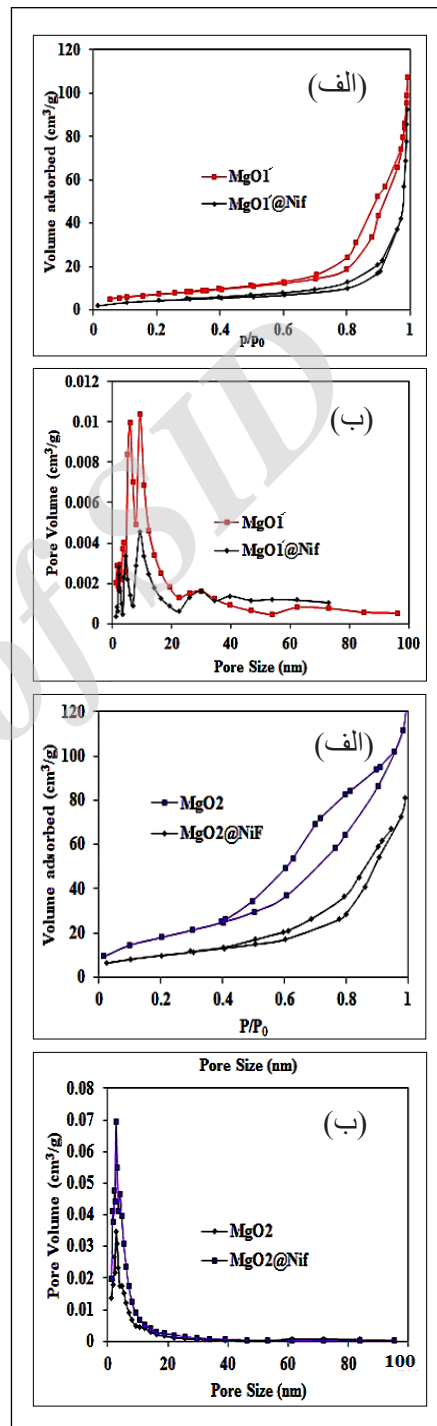 (الف)
120
100
80
60
40
20
0
Volume adsorbed (cm³/g)
MgO1´
MgO1´@Nif
0 0.2 0.4 0.6 0.8 1
p/p₀
(ب)
0.012
0.01
0.008
0.006
0.004
0.002
0
Pore Volume (cm³/g)
MgO1´
MgO1´@Nif
0 20 40 60 80 100
Pore Size (nm)
(الف)
120
100
80
60
40
20
0
Volume adsorbed (cm³/g)
MgO2
MgO2@NiF
0 0.2 0.4 0.6 0.8 1
P/P₀
Pore Size (nm)
(ب)
0.08
0.07
0.06
0.05
0.04
0.03
0.02
0.01
0
Pore Volume (cm³/g)
MgO2
MgO2@Nif
0 20 40 60 80 100
Pore Size (nm)
of SID